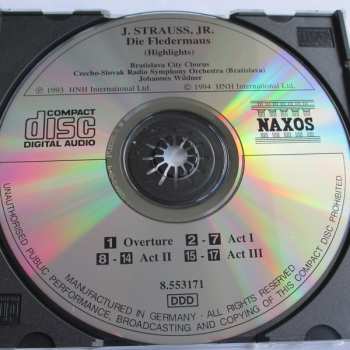 J. STRAUSS, JR.
Die Fledermaus
(Highlights)
Bratislava City Chorus
Czecho-Slovak Radio Symphony Orchestra (Bratislava)
Johannes Wildner
℗ 1993 HNH International Ltd.
© 1994 HNH International Ltd.
COMPACT
disc
DIGITAL AUDIO
NAXOS
1 Overture 2 - 7 Act I
8 - 14 Act II 15 - 17 Act III
8.553171
DDD
MANUFACTURED IN GERMANY - ALL RIGHTS RESERVED
UNAUTHORISED PUBLIC PERFORMANCE, BROADCASTING AND COPYING OF THIS COMPACT DISC PROHIBITED